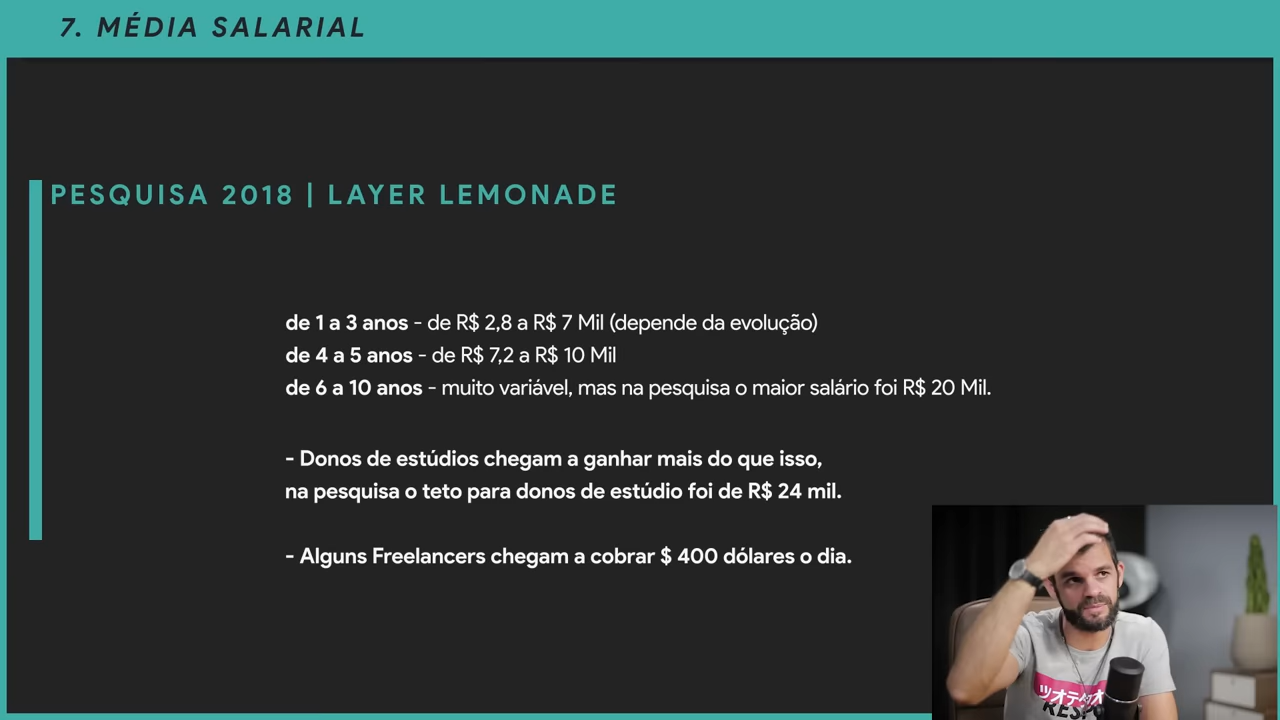 7. MÉDIA SALARIAL
PESQUISA 2018 | LAYER LEMONADE
de 1 a 3 anos - de R$ 2,8 a R$ 7 Mil (depende da evolução)
de 4 a 5 anos - de R$ 7,2 a R$ 10 Mil
de 6 a 10 anos - muito variável, mas na pesquisa o maior salário foi R$ 20 Mil.
- Donos de estúdios chegam a ganhar mais do que isso,
na pesquisa o teto para donos de estúdio foi de R$ 24 mil.
- Alguns Freelancers chegam a cobrar $ 400 dólares o dia.